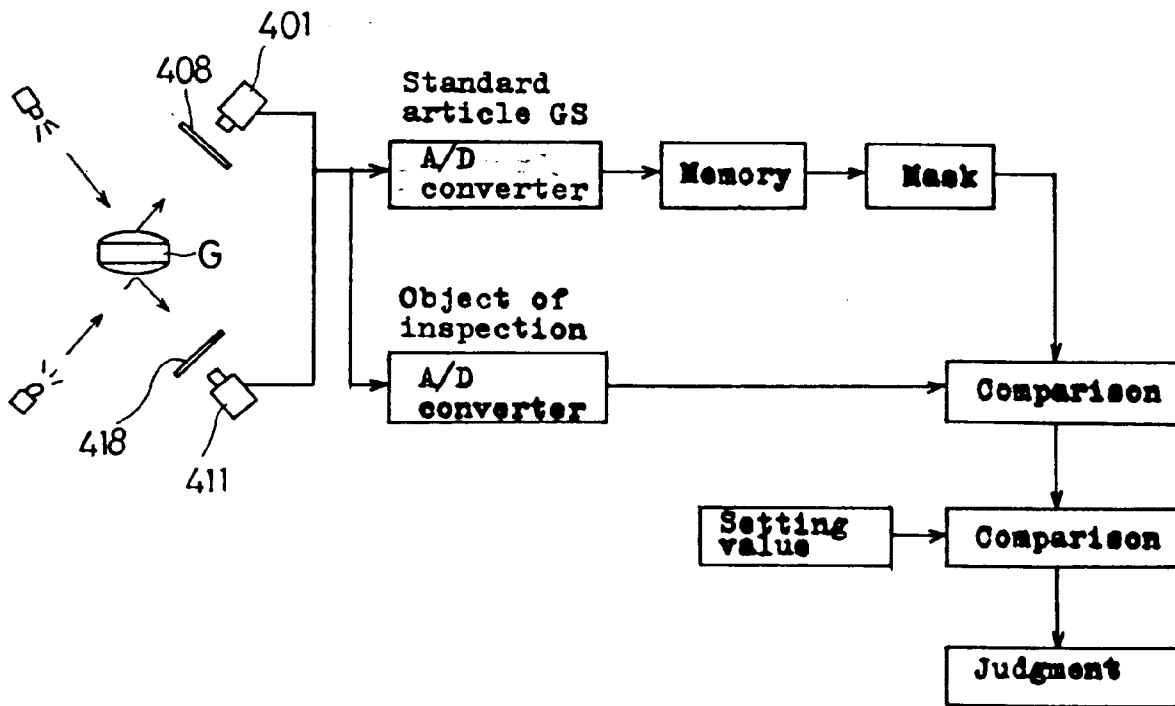 401
408
Standard
article GS
A/D
converter
Memory
Mask
G
Object of
inspection
A/D
converter
Comparison
418
411
Setting
value
Comparison
Judgment